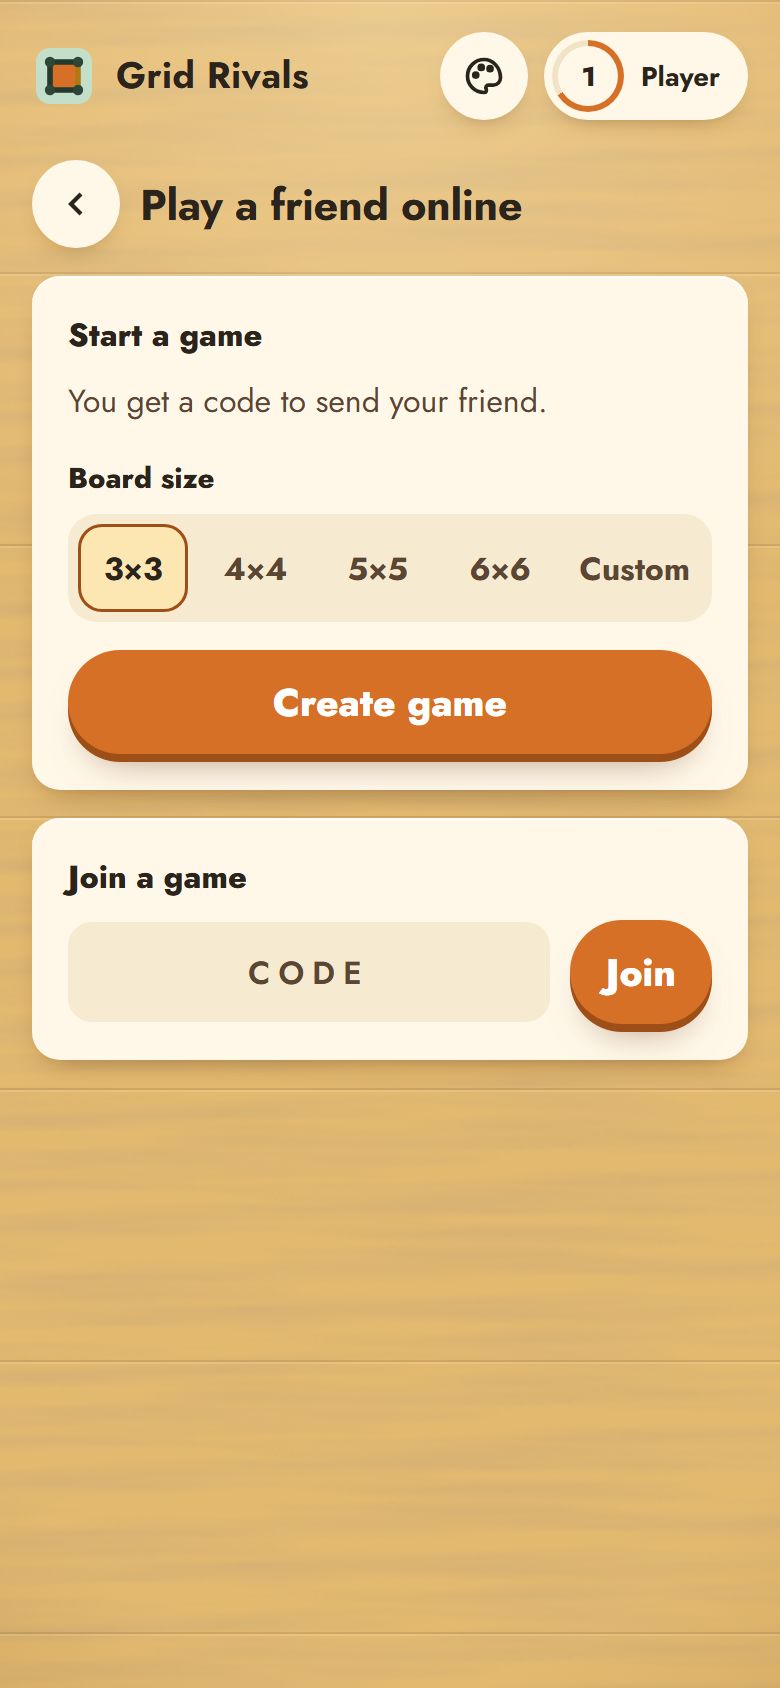 Grid Rivals
1 Player
Play a friend online
Start a game
You get a code to send your friend.
Board size
3×3 4×4 5×5 6×6 Custom
Create game
Join a game
CODE Join